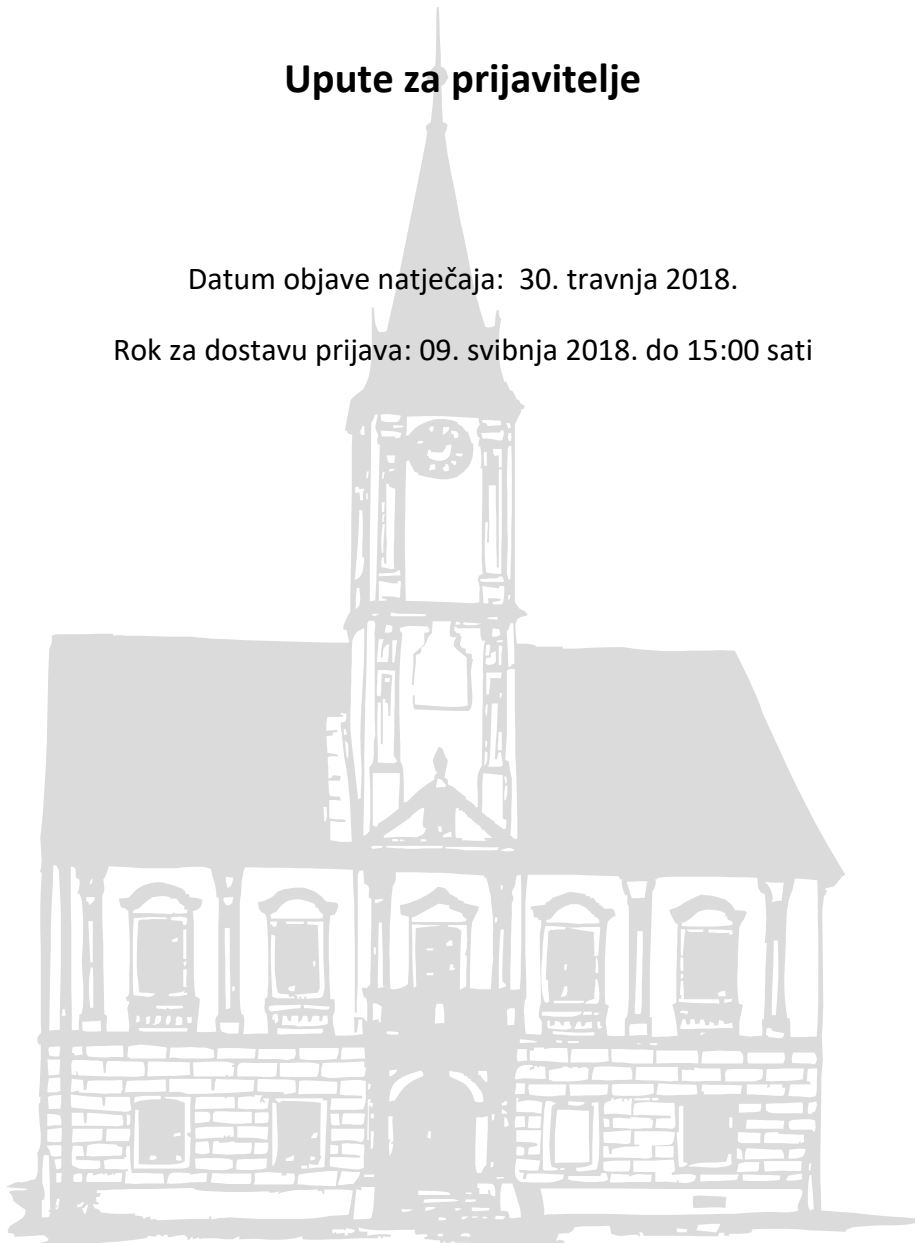 Upute za prijavitelje
Datum objave natječaja: 30. travnja 2018.
Rok za dostavu prijava: 09. svibnja 2018. do 15:00 sati